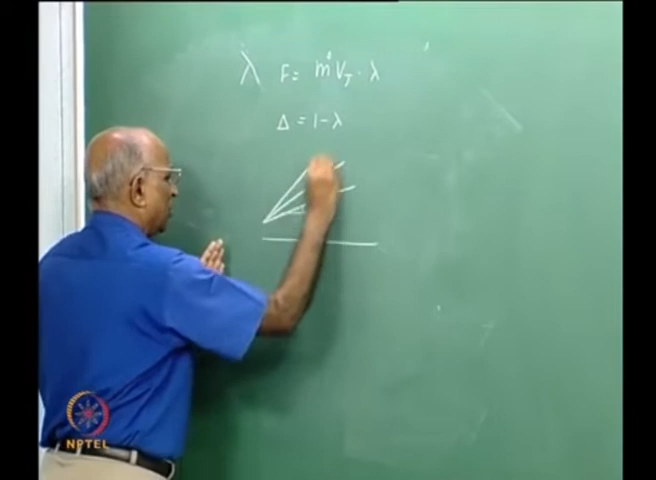 λ F = ṁ V_J · λ
Δ = 1 - λ
NPTEL